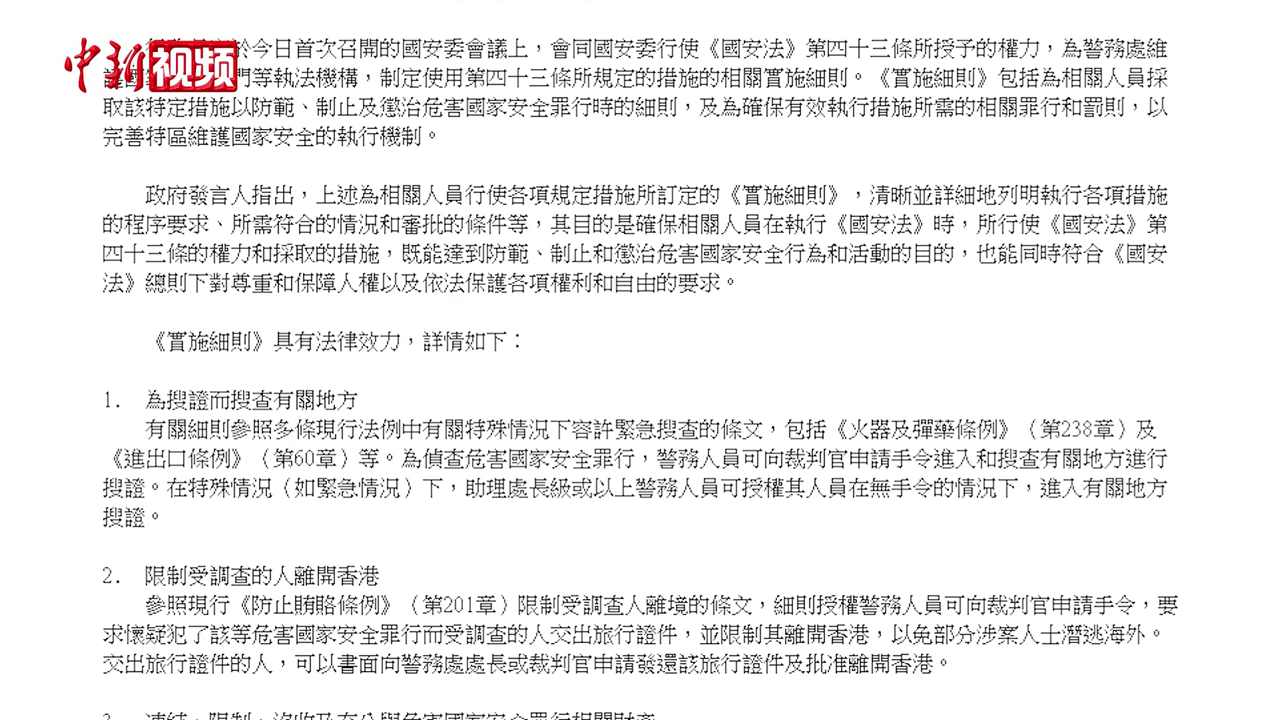 中新视频
於今日首次召開的國安委會議上，會同國安委行使《國安法》第四十三條所授予的權力，為警務處維
門等執法機構，制定使用第四十三條所規定的措施的相關實施細則。《實施細則》包括為相關人員採
取該特定措施以防範、制止及懲治危害國家安全罪行時的細則，及為確保有效執行措施所需的相關罪行和罰則，以
完善特區維護國家安全的執行機制。
政府發言人指出，上述為相關人員行使各項規定措施所訂定的《實施細則》，清晰並詳細地列明執行各項措施
的程序要求、所需符合的情況和審批的條件等，其目的是確保相關人員在執行《國安法》時，所行使《國安法》第
四十三條的權力和採取的措施，既能達到防範、制止和懲治危害國家安全行為和活動的目的，也能同時符合《國安
法》總則下對尊重和保障人權以及依法保護各項權利和自由的要求。
《實施細則》具有法律效力，詳情如下：
1. 為搜證而搜查有關地方
有關細則參照多條現行法例中有關特殊情況下容許緊急搜查的條文，包括《火器及彈藥條例》（第238章）及
《進出口條例》（第60章）等。為偵查危害國家安全罪行，警務人員可向裁判官申請手令進入和搜查有關地方進行
搜證。在特殊情況（如緊急情況）下，助理處長級或以上警務人員可授權其人員在無手令的情況下，進入有關地方
搜證。
2. 限制受調查的人離開香港
參照現行《防止賄賂條例》（第201章）限制受調查人離境的條文，細則授權警務人員可向裁判官申請手令，要
求懷疑犯了該等危害國家安全罪行而受調查的人交出旅行證件，並限制其離開香港，以免部分涉案人士潛逃海外。
交出旅行證件的人，可以書面向警務處處長或裁判官申請發還該旅行證件及批准離開香港。
3. 凍結、限制、沒收及充公與危害國家安全罪行相關財產